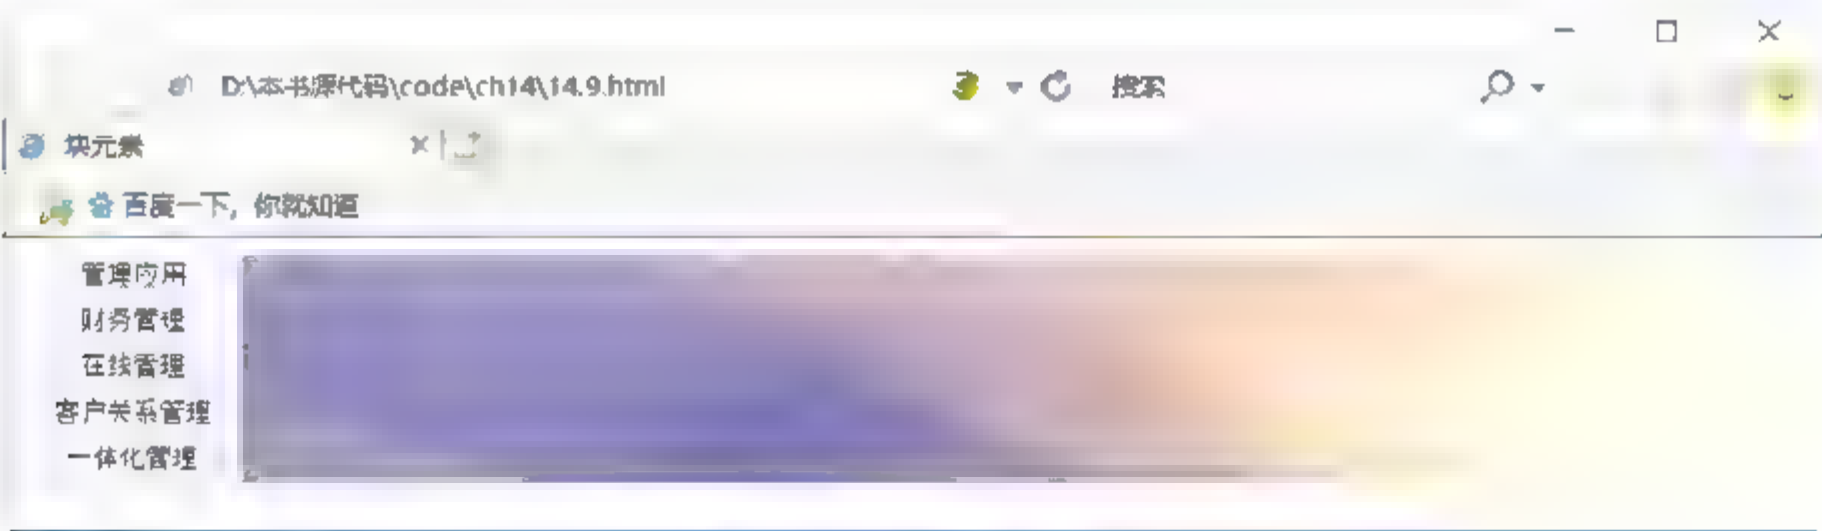 D:\本书源代码\code\ch14\14.9.html
搜索
块元素
百度一下，你就知道
管理应用
财务管理
在线管理
客户关系管理
一体化管理